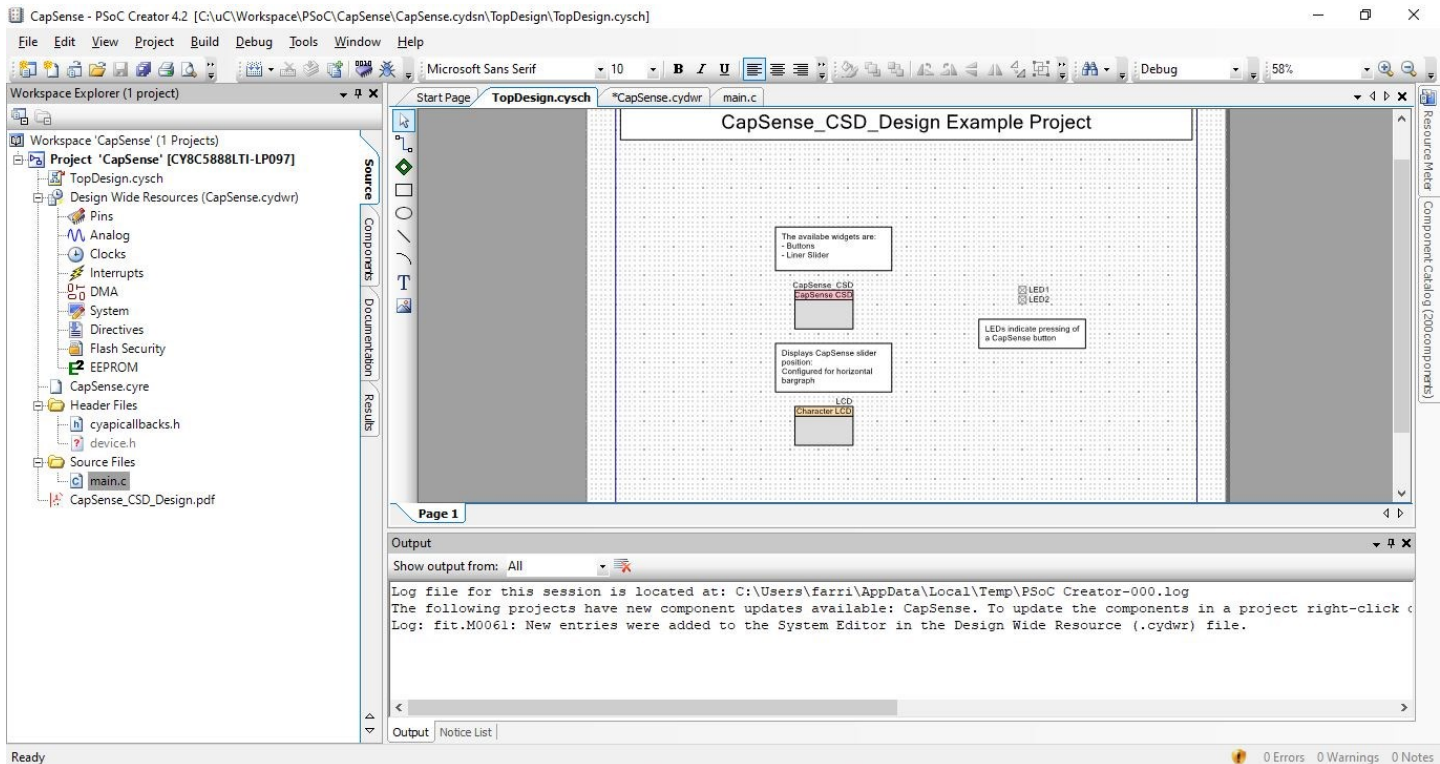 CapSense - PSoC Creator 4.2 [C:\uC\Workspace\PSoC\CapSense\CapSense.cydsn\TopDesign\TopDesign.cysch]
File Edit View Project Build Debug Tools Window Help
Microsoft Sans Serif 10 B I U Debug 58%
Workspace Explorer (1 project)
Workspace 'CapSense' (1 Projects)
Project 'CapSense' [CY8C5888LTI-LP097]
TopDesign.cysch
Design Wide Resources (CapSense.cydwr)
Pins
Analog
Clocks
Interrupts
DMA
System
Directives
Flash Security
EEPROM
CapSense.cyre
Header Files
cyapicallbacks.h
device.h
Source Files
main.c
CapSense_CSD_Design.pdf
Source
Components
Documentation
Results
Start Page TopDesign.cysch *CapSense.cydwr main.c
T
CapSense_CSD_Design Example Project
The availabe widgets are:
- Buttons
- Liner Slider
CapSense_CSD
CapSense CSD
LED1
LED2
LEDs indicate pressing of
a CapSense button
Displays CapSense slider
position:
Configured for horizontal
bargraph
LCD
Character LCD
Page 1
Resource Meter
Component Catalog (200 components)
Output
Show output from: All
Log file for this session is located at: C:\Users\farri\AppData\Local\Temp\PSoC Creator-000.log
The following projects have new component updates available: CapSense. To update the components in a project right-click
Log: fit.M0061: New entries were added to the System Editor in the Design Wide Resource (.cydwr) file.
Output Notice List
Ready
0 Errors 0 Warnings 0 Notes